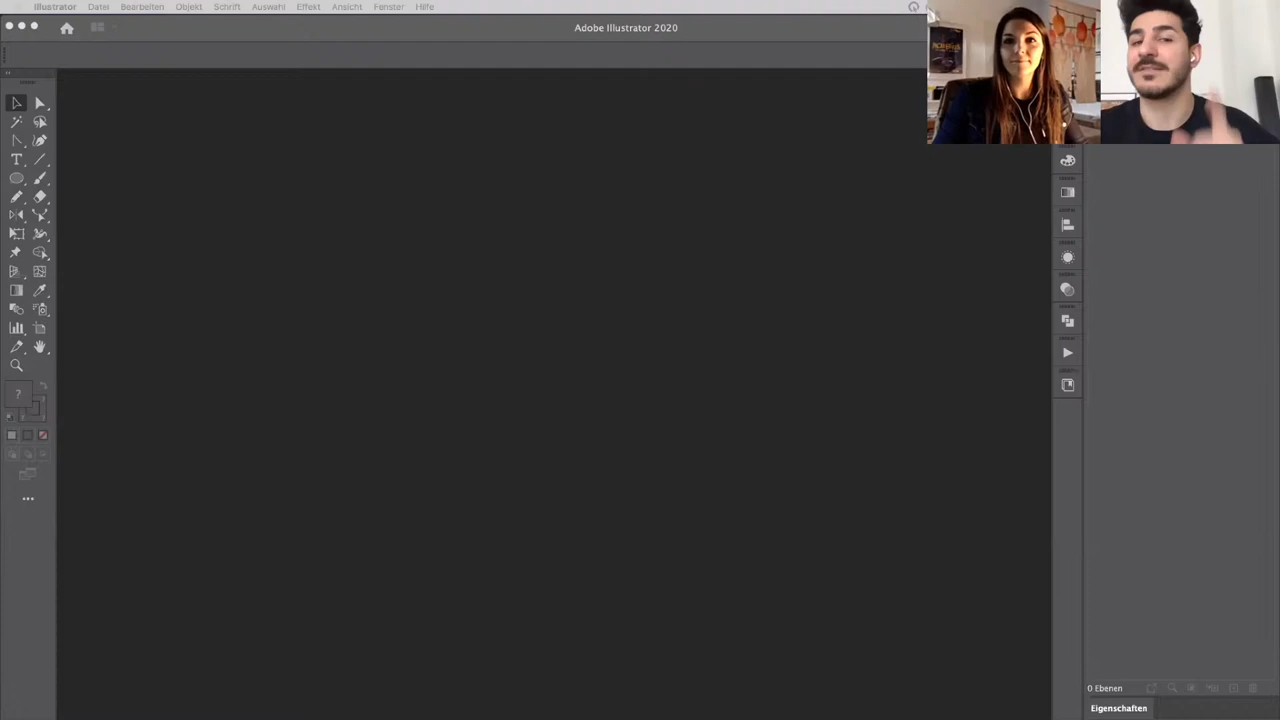 Illustrator Datei Bearbeiten Objekt Schrift Auswahl Effekt Ansicht Fenster Hilfe
Adobe Illustrator 2020
0 Ebenen
Eigenschaften